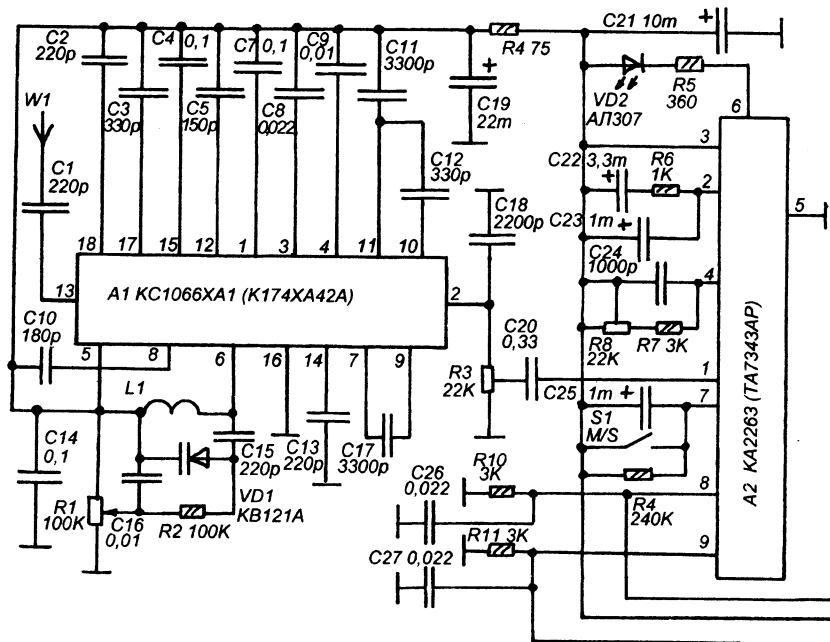 C2
220p
C4
0,1
C7
0,1
C9
0,01
C11
3300p
R4 75
C21 10m
+
W1
C3
330p
C5
150p
C8
0,022
+
C19
22m
VD2
АЛ307
R5
360
6
C1
220p
C12
330p
C18
2200p
3
C22 3,3m
+
R6
1K
2
C23 1m
+
5
C24
1000p
4
18
17
15
12
1
3
4
11
10
13
A1 КС1066ХА1 (К174ХА42А)
2
R8
22K
R7 3K
C10
180p
5
8
6
16
14
7
9
R3
22K
C20
0,33
1
C25
1m
+
7
L1
S1
M/S
A2 KA2263 (TA7343AP)
C14
0,1
C15
220p
C13
220p
C17
3300p
R10
3K
C26
0,022
8
R4
240K
R1
100K
C16
0,01
R2 100K
VD1
КВ121А
R11 3K
9
C27 0,022